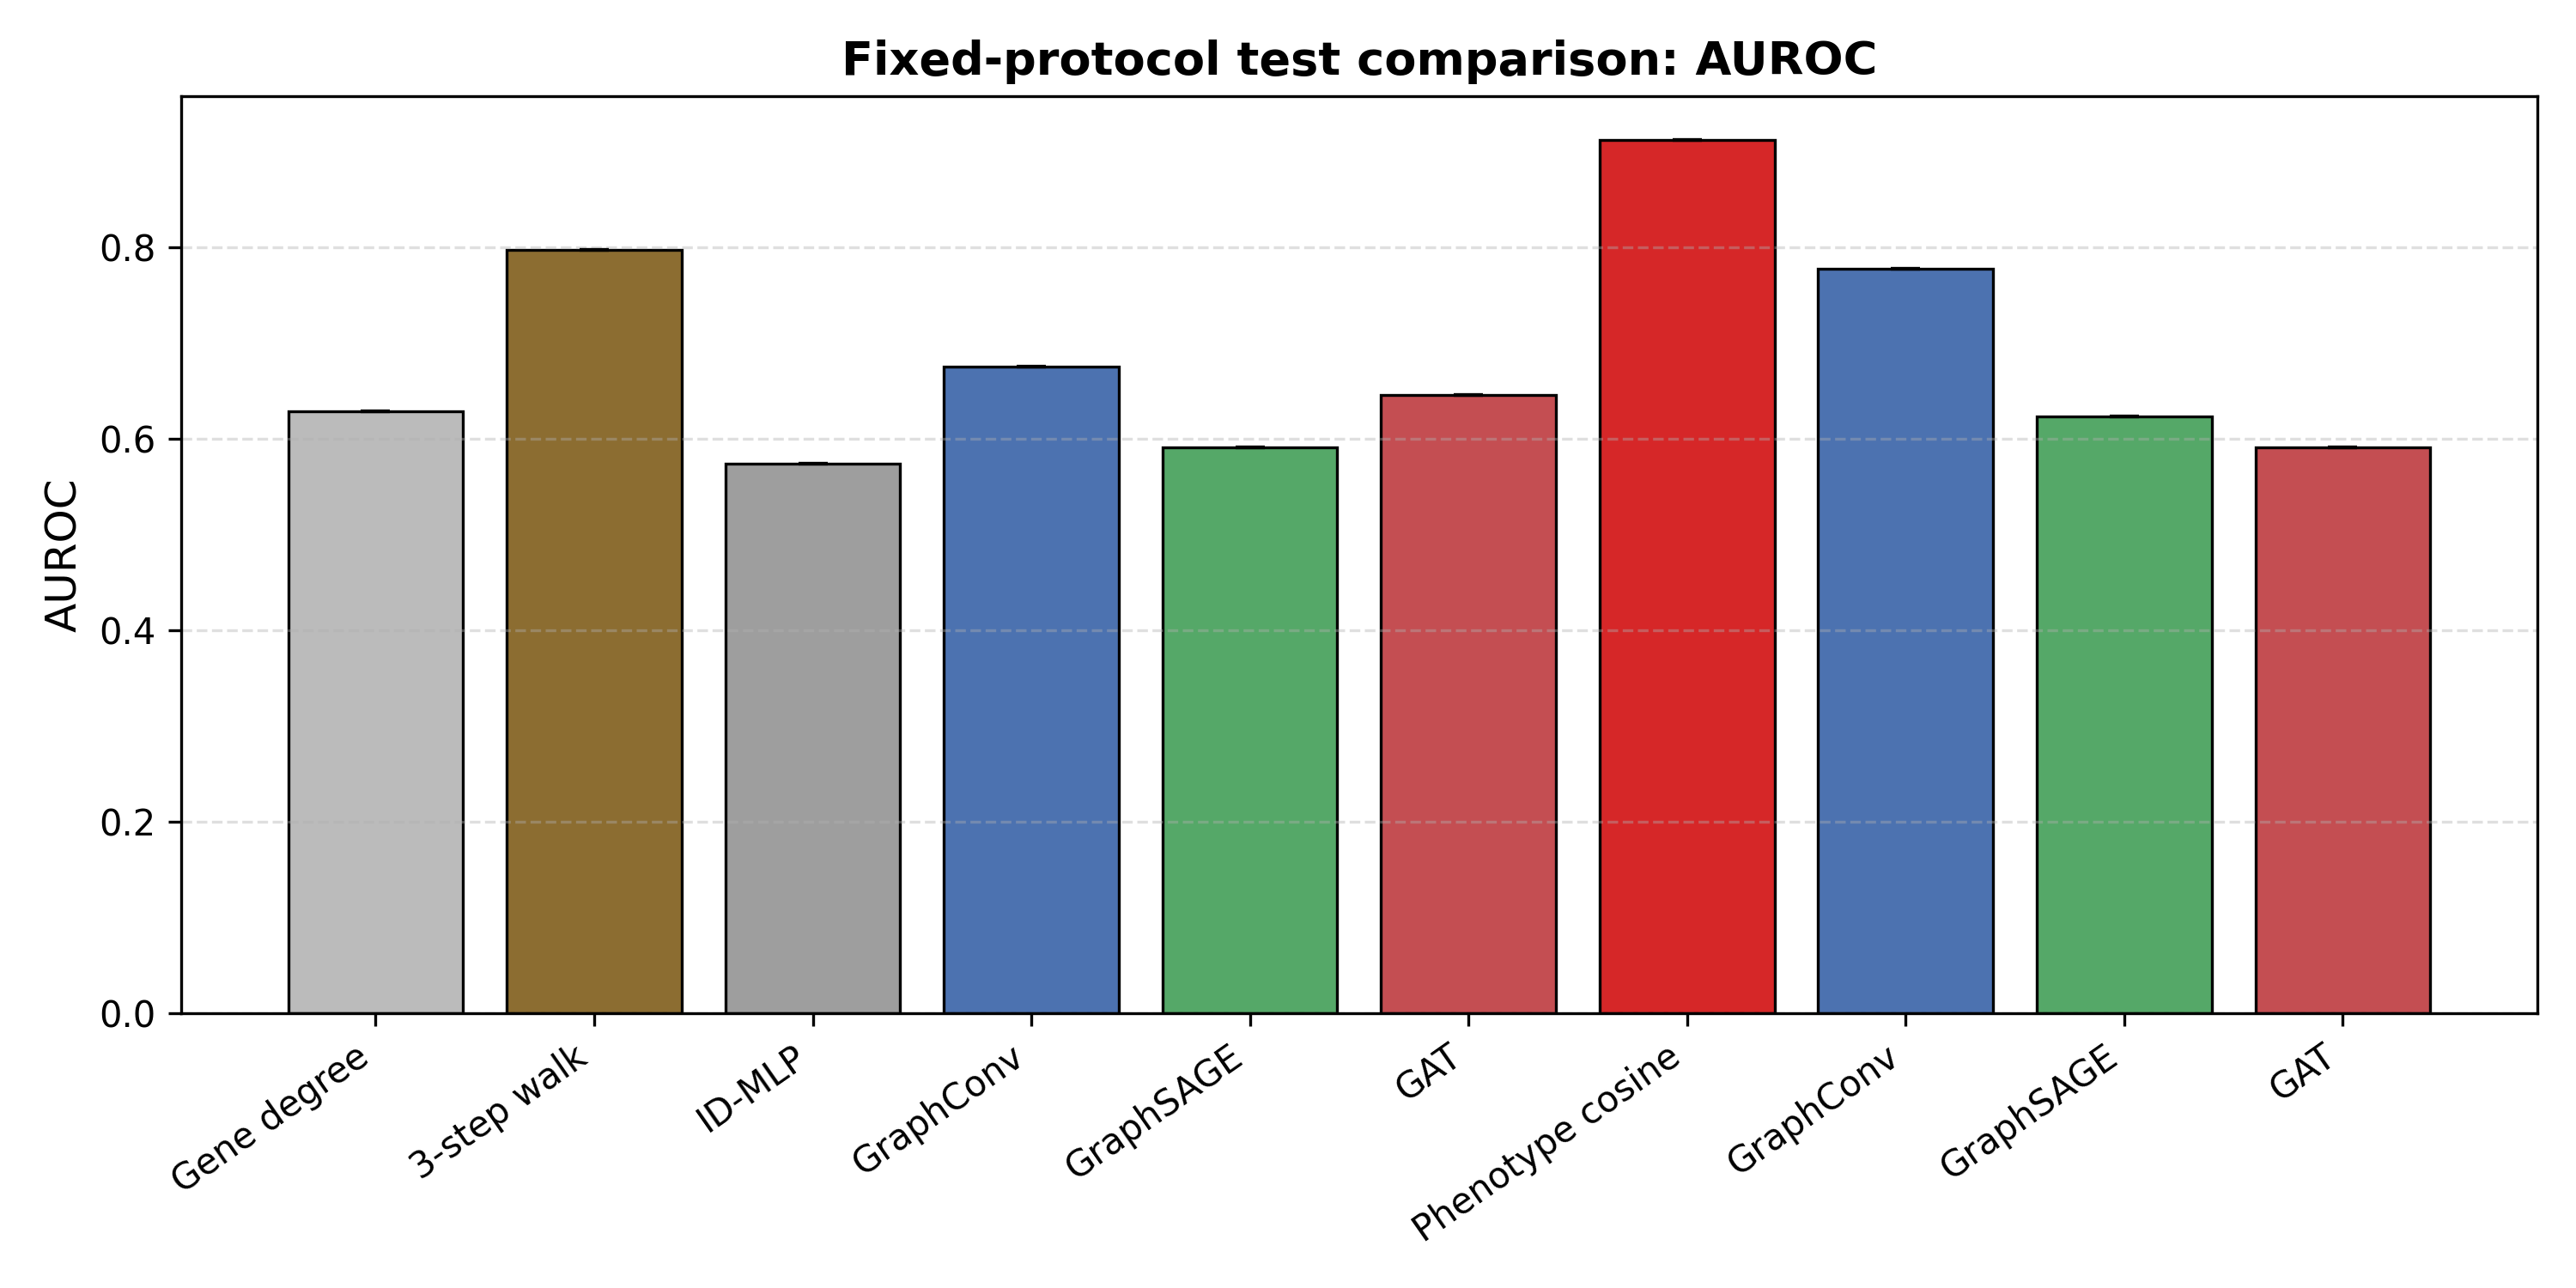 Fixed-protocol test comparison: AUROC
AUROC
0.8
0.6
0.4
0.2
0.0
Gene degree
3-step walk
ID-MLP
GraphConv
GraphSAGE
GAT
Phenotype cosine
GraphConv
GraphSAGE
GAT